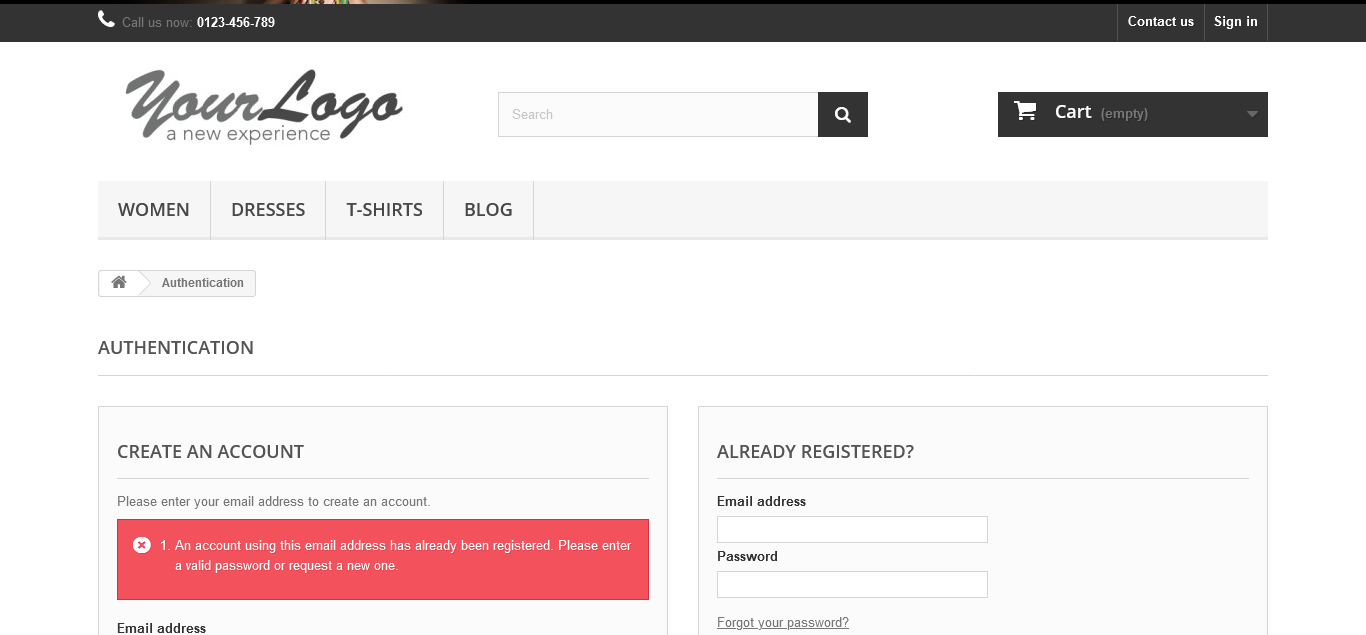 Call us now: 0123-456-789
Contact us
Sign in
Your Logo
a new experience
Search
Cart (empty)
WOMEN
DRESSES
T-SHIRTS
BLOG
Authentication
AUTHENTICATION
CREATE AN ACCOUNT
Please enter your email address to create an account.
1. An account using this email address has already been registered. Please enter
a valid password or request a new one.
Email address
ALREADY REGISTERED?
Email address
Password
Forgot your password?